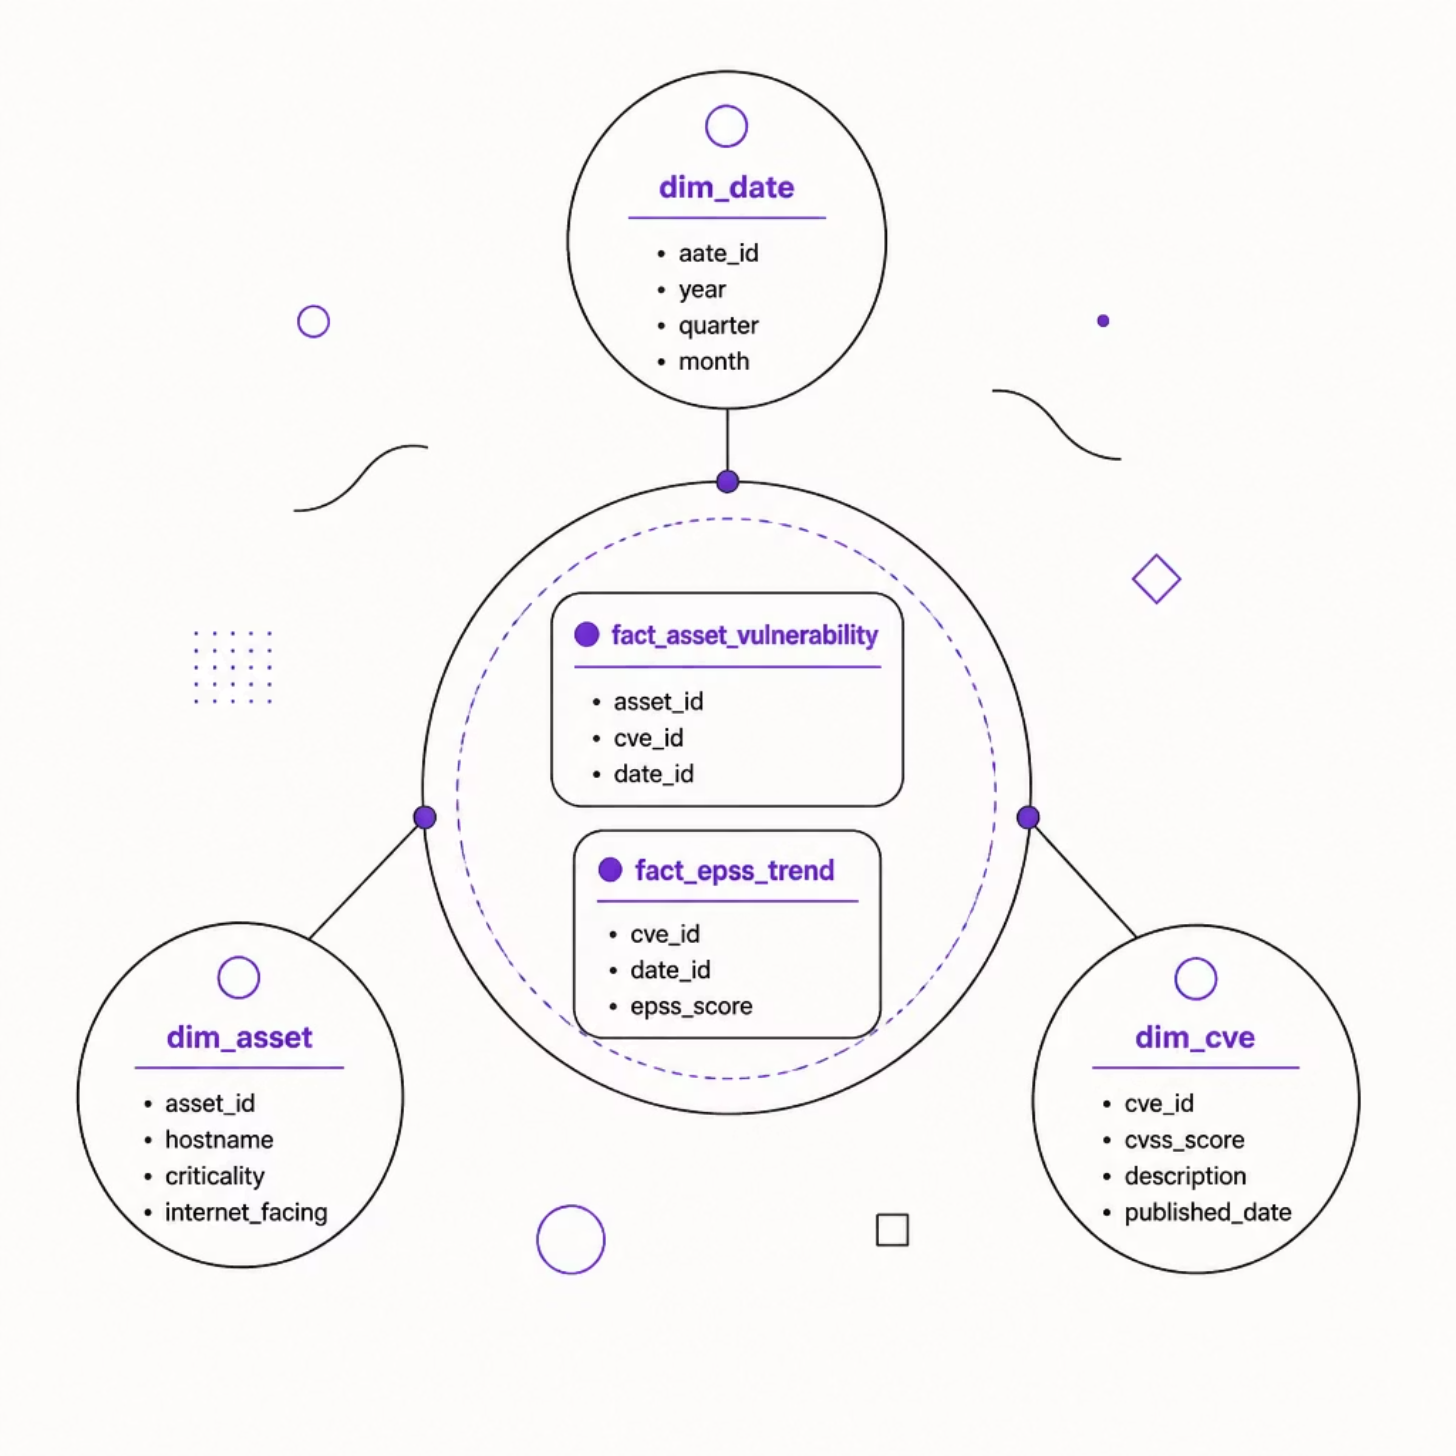 dim_date
• aate_id
• year
• quarter
• month
fact_asset_vulnerability
• asset_id
• cve_id
• date_id
fact_epss_trend
• cve_id
• date_id
• epss_score
dim_asset
• asset_id
• hostname
• criticality
• internet_facing
dim_cve
• cve_id
• cvss_score
• description
• published_date